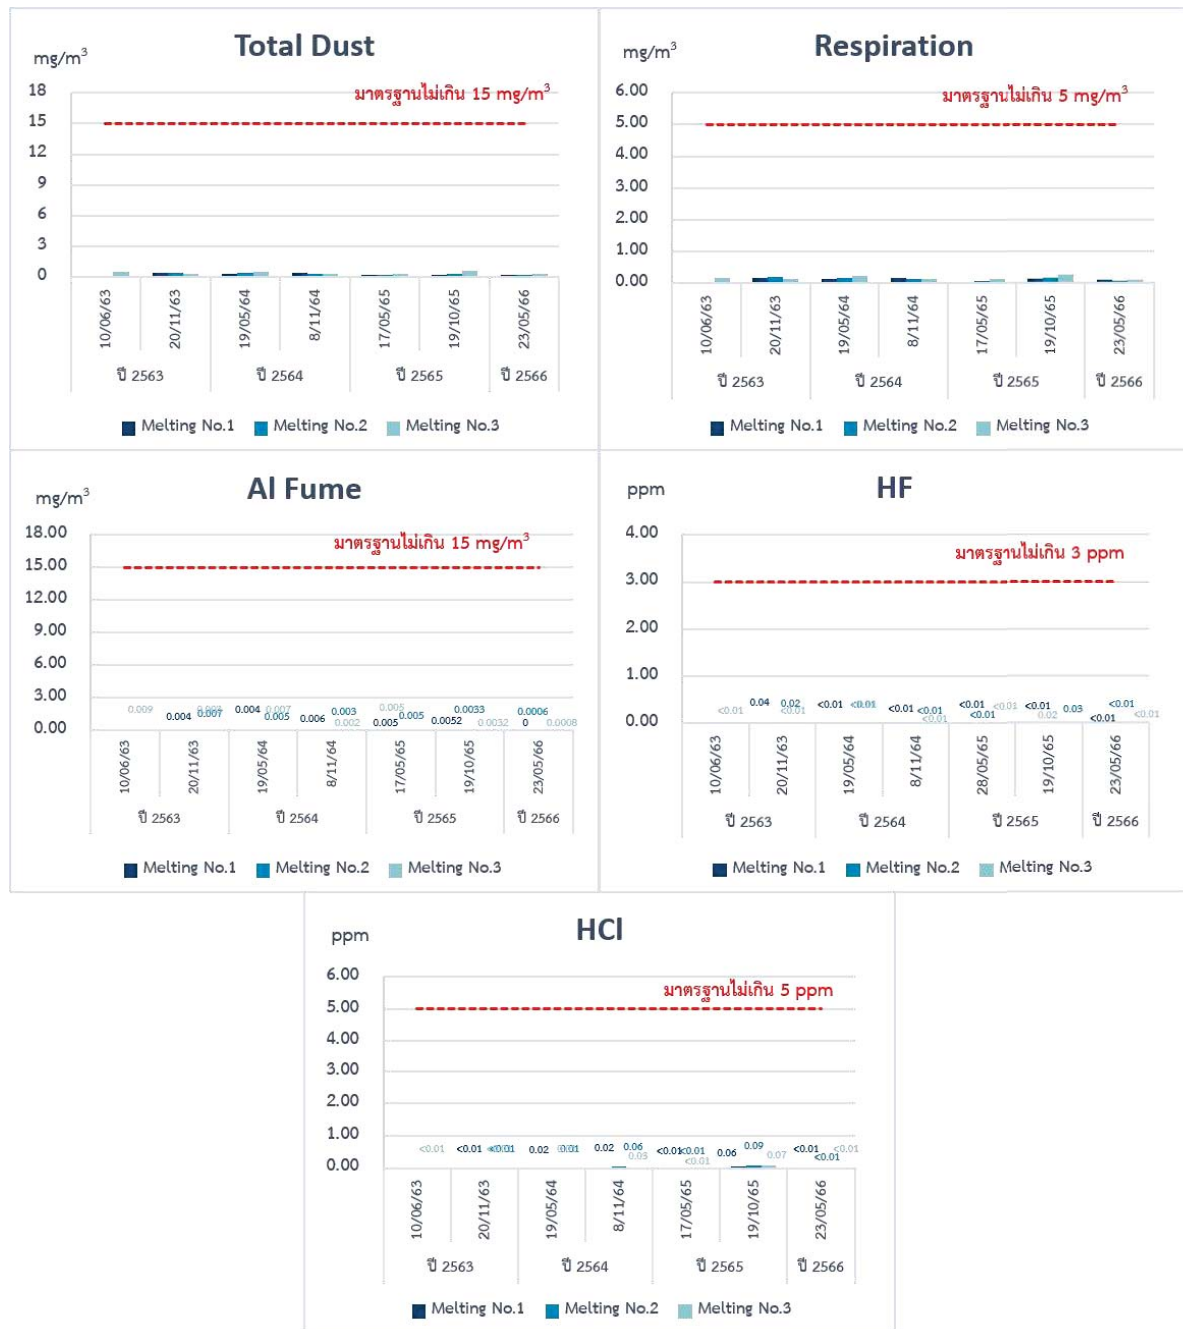 Total Dust
mg/m³
มาตรฐานไม่เกิน 15 mg/m³
18
15
12
9
6
3
0
10/06/63 20/11/63 19/05/64 8/11/64 17/05/65 19/10/65 23/05/66
ปี 2563 ปี 2564 ปี 2565 ปี 2566
Melting No.1 Melting No.2 Melting No.3
Respiration
mg/m³
มาตรฐานไม่เกิน 5 mg/m³
6.00
5.00
4.00
3.00
2.00
1.00
0.00
10/06/63 20/11/63 19/05/64 8/11/64 17/05/65 19/10/65 23/05/66
ปี 2563 ปี 2564 ปี 2565 ปี 2566
Melting No.1 Melting No.2 Melting No.3
Al Fume
mg/m³
มาตรฐานไม่เกิน 15 mg/m³
18.00
15.00
12.00
9.00
6.00
3.00
0.00
0.009 0.004 0.007 0.004 0.005 0.007 0.006 0.003 0.002 0.005 0.005 0.005 0.0052 0.0033 0.0032 0 0.0006 0.0008
10/06/63 20/11/63 19/05/64 8/11/64 17/05/65 19/10/65 23/05/66
ปี 2563 ปี 2564 ปี 2565 ปี 2566
Melting No.1 Melting No.2 Melting No.3
HF
ppm
มาตรฐานไม่เกิน 3 ppm
4.00
3.00
2.00
1.00
0.00
<0.01 0.04 0.02 <0.01 <0.01 <0.01 <0.01 <0.01 <0.01 <0.01 <0.01 <0.01 <0.01 0.03 0.02 <0.01 <0.01 <0.01
10/06/63 20/11/63 19/05/64 8/11/64 28/05/65 19/10/65 23/05/66
ปี 2563 ปี 2564 ปี 2565 ปี 2566
Melting No.1 Melting No.2 Melting No.3
HCl
ppm
มาตรฐานไม่เกิน 5 ppm
6.00
5.00
4.00
3.00
2.00
1.00
0.00
<0.01 <0.01 <0.01 0.02 0.02 0.06 0.05 <0.01 <0.01 <0.01 0.06 0.09 0.07 <0.01 <0.01 <0.01
10/06/63 20/11/63 19/05/64 8/11/64 17/05/65 19/10/65 23/05/66
ปี 2563 ปี 2564 ปี 2565 ปี 2566
Melting No.1 Melting No.2 Melting No.3